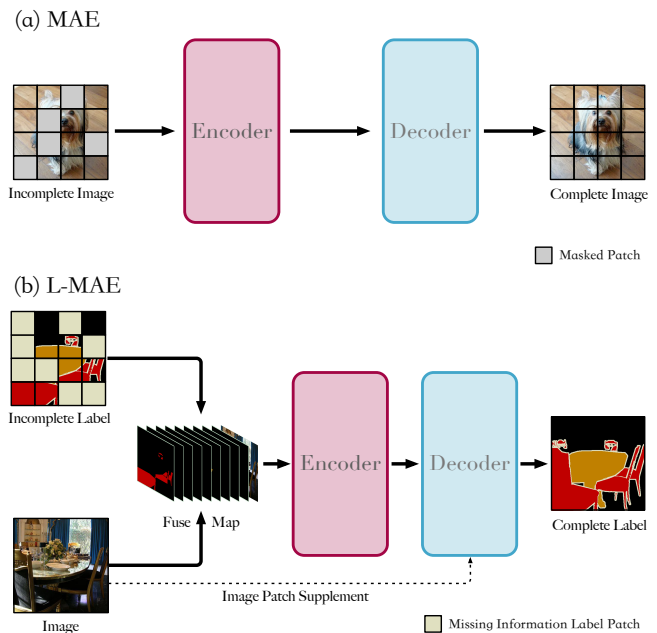 (a) MAE
Encoder
Decoder
Incomplete Image
Complete Image
Masked Patch
(b) L-MAE
Incomplete Label
Encoder
Decoder
Fuse Map
Complete Label
Image Patch Supplement
Image
Missing Information Label Patch